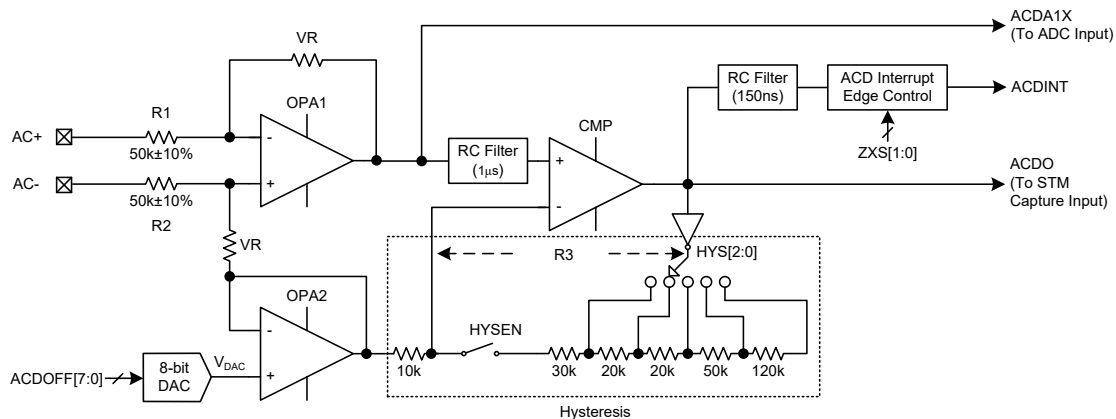 VR
ACDA1X
(To ADC Input)
OPA1
R1
AC+
-
50k±10%
RC Filter
(1μs)
CMP
+
RC Filter
(150ns)
ACD Interrupt
Edge Control
ACDINT
ZXS[1:0]
AC-
+
50k±10%
R2
-
ACDO
(To STM
Capture Input)
VR
R3
HYS[2:0]
OPA2
-
HYSEN
ACDOFF[7:0]
8-bit
DAC
VDAC
+
10k
30k
20k
20k
50k
120k
Hysteresis